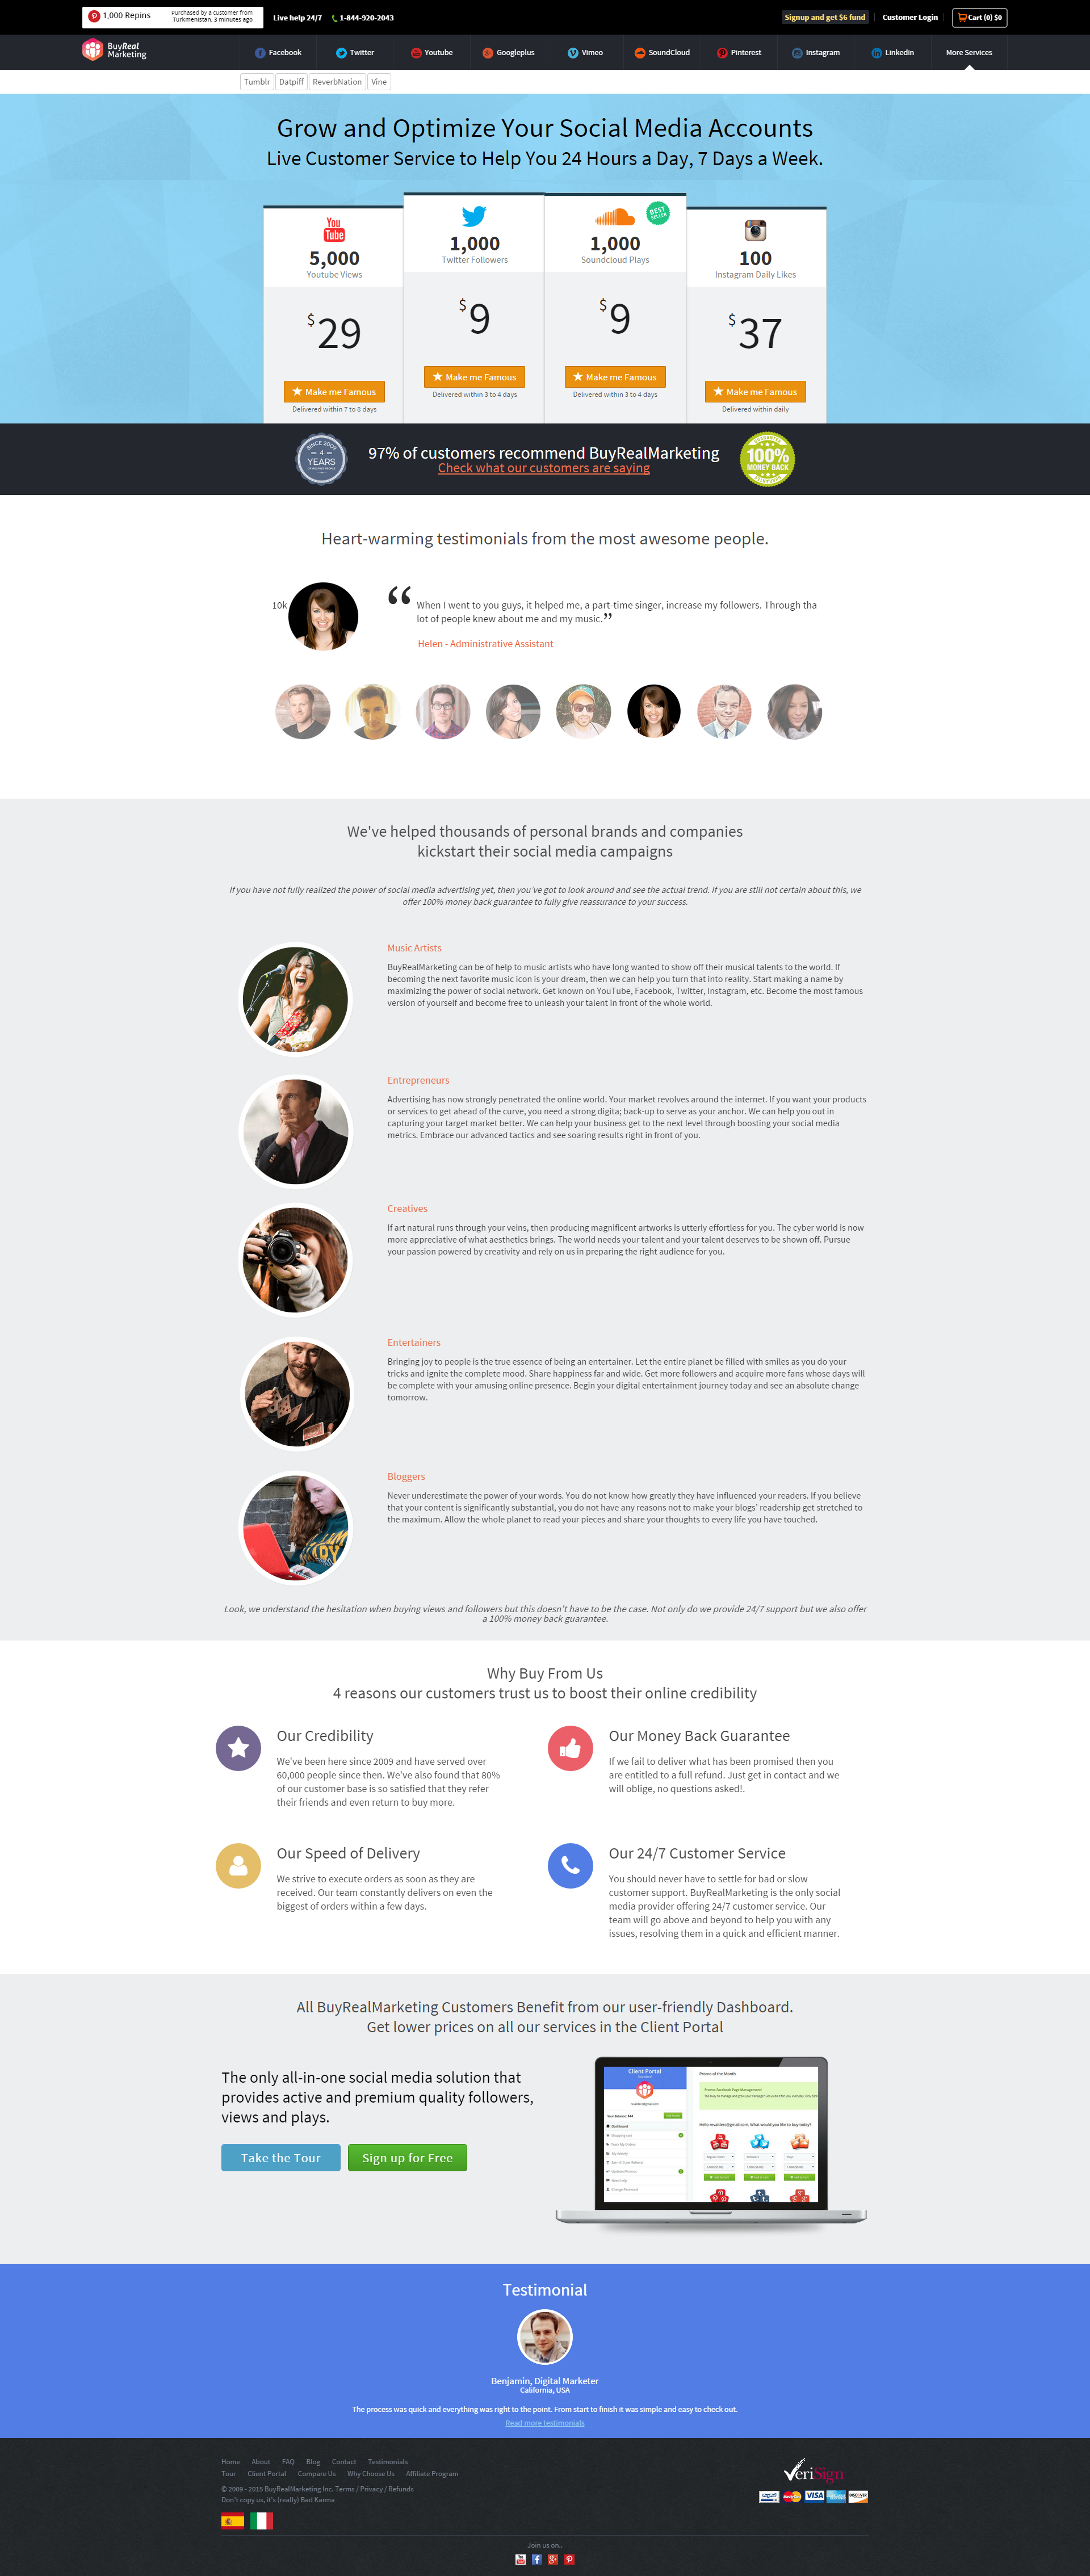 1,000 Repins
Purchased by a customer from
Turkmenistan, 3 minutes ago
Live help 24/7
1-844-920-2043
Signup and get $6 fund
Customer Login
Cart (0) $0
BuyReal
Marketing
Facebook
Twitter
Youtube
Googleplus
Vimeo
SoundCloud
Pinterest
Instagram
Linkedin
More Services
Tumblr
Datpiff
ReverbNation
Vine
Grow and Optimize Your Social Media Accounts
Live Customer Service to Help You 24 Hours a Day, 7 Days a Week.
You
Tube
5,000
Youtube Views
$29
Make me Famous
Delivered within 7 to 8 days
1,000
Twitter Followers
$9
Make me Famous
Delivered within 3 to 4 days
BEST
SELLER
1,000
Soundcloud Plays
$9
Make me Famous
Delivered within 3 to 4 days
100
Instagram Daily Likes
$37
Make me Famous
Delivered within daily
SINCE 2009
4
YEARS
97% of customers recommend BuyRealMarketing
Check what our customers are saying
GUARANTEE
100%
MONEY BACK
Heart-warming testimonials from the most awesome people.
10k
“ When I went to you guys, it helped me, a part-time singer, increase my followers. Through tha
lot of people knew about me and my music.”
Helen - Administrative Assistant
We've helped thousands of personal brands and companies
kickstart their social media campaigns
If you have not fully realized the power of social media advertising yet, then you've got to look around and see the actual trend. If you are still not certain about this, we
offer 100% money back guarantee to fully give reassurance to your success.
Music Artists
BuyRealMarketing can be of help to music artists who have long wanted to show off their musical talents to the world. If
becoming the next favorite music icon is your dream, then we can help you turn that into reality. Start making a name by
maximizing the power of social network. Get known on YouTube, Facebook, Twitter, Instagram, etc. Become the most famous
version of yourself and become free to unleash your talent in front of the whole world.
Entrepreneurs
Advertising has now strongly penetrated the online world. Your market revolves around the internet. If you want your products
or services to get ahead of the curve, you need a strong digita; back-up to serve as your anchor. We can help you out in
capturing your target market better. We can help your business get to the next level through boosting your social media
metrics. Embrace our advanced tactics and see soaring results right in front of you.
Creatives
If art natural runs through your veins, then producing magnificent artworks is utterly effortless for you. The cyber world is now
more appreciative of what aesthetics brings. The world needs your talent and your talent deserves to be shown off. Pursue
your passion powered by creativity and rely on us in preparing the right audience for you.
Entertainers
Bringing joy to people is the true essence of being an entertainer. Let the entire planet be filled with smiles as you do your
tricks and ignite the complete mood. Share happiness far and wide. Get more followers and acquire more fans whose days will
be complete with your amusing online presence. Begin your digital entertainment journey today and see an absolute change
tomorrow.
Bloggers
Never underestimate the power of your words. You do not know how greatly they have influenced your readers. If you believe
that your content is significantly substantial, you do not have any reasons not to make your blogs' readership get stretched to
the maximum. Allow the whole planet to read your pieces and share your thoughts to every life you have touched.
Look, we understand the hesitation when buying views and followers but this doesn't have to be the case. Not only do we provide 24/7 support but we also offer
a 100% money back guarantee.
Why Buy From Us
4 reasons our customers trust us to boost their online credibility
Our Credibility
We've been here since 2009 and have served over
60,000 people since then. We've also found that 80%
of our customer base is so satisfied that they refer
their friends and even return to buy more.
Our Money Back Guarantee
If we fail to deliver what has been promised then you
are entitled to a full refund. Just get in contact and we
will oblige, no questions asked!.
Our Speed of Delivery
We strive to execute orders as soon as they are
received. Our team constantly delivers on even the
biggest of orders within a few days.
Our 24/7 Customer Service
You should never have to settle for bad or slow
customer support. BuyRealMarketing is the only social
media provider offering 24/7 customer service. Our
team will go above and beyond to help you with any
issues, resolving them in a quick and efficient manner.
All BuyRealMarketing Customers Benefit from our user-friendly Dashboard.
Get lower prices on all our services in the Client Portal
The only all-in-one social media solution that
provides active and premium quality followers,
views and plays.
Take the Tour
Sign up for Free
Client Portal
Promo of the Month
Promo: Facebook Page Management!
Dashboard
Testimonial
Benjamin, Digital Marketer
California, USA
The process was quick and everything was right to the point. From start to finish it was simple and easy to check out.
Read more testimonials
Home
About
FAQ
Blog
Contact
Testimonials
Tour
Client Portal
Compare Us
Why Choose Us
Affiliate Program
© 2009 - 2015 BuyRealMarketing Inc. Terms / Privacy / Refunds
Don't copy us, it's (really) Bad Karma
VeriSign
VISA
DISCOVER
Join us on..